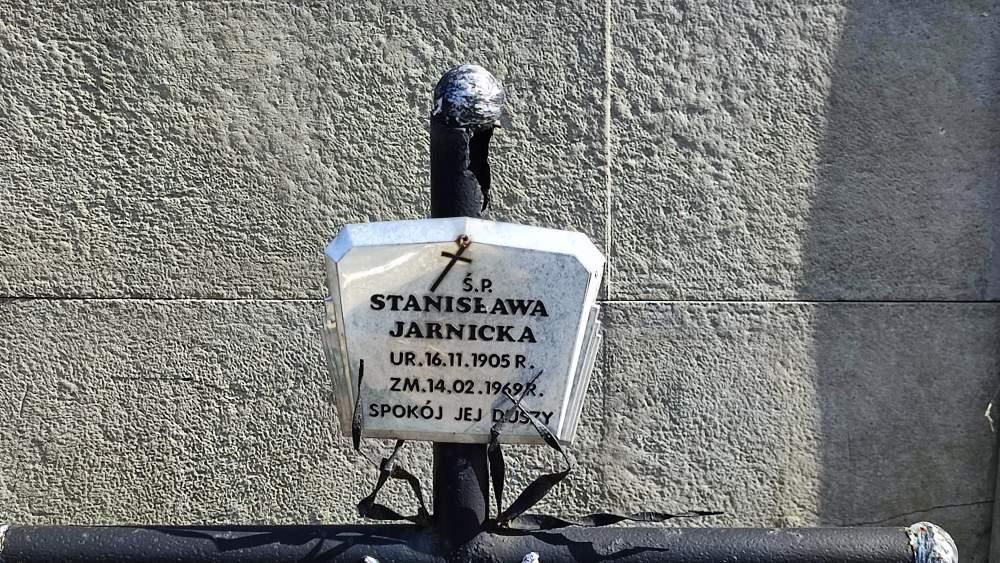 Ś.P.
STANISŁAWA
JARNICKA
UR.16.11.1905 R.
ZM.14.02.1969 R.
SPOKÓJ JEJ DUSZY